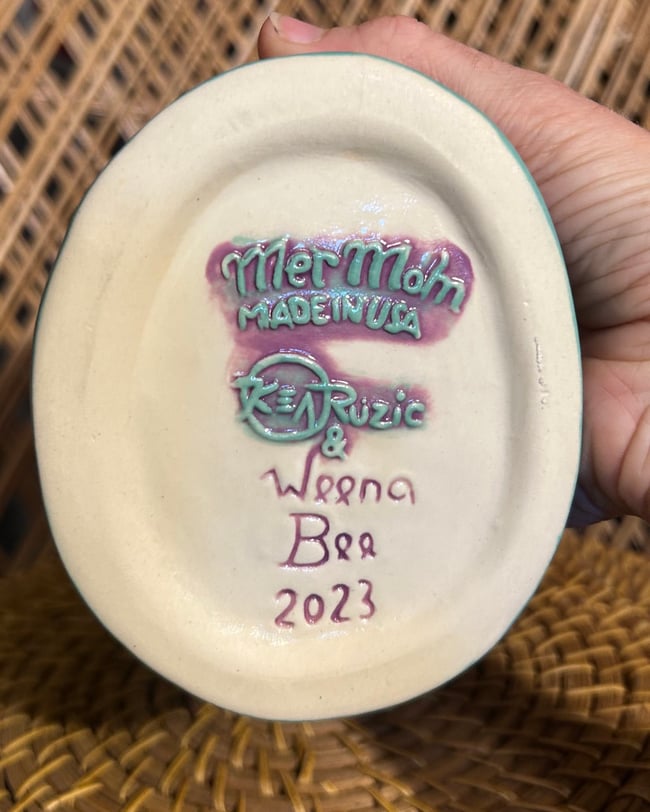 Mer Mom
MADE IN USA
KEN Ruzic
&
Weena
Bee
2023